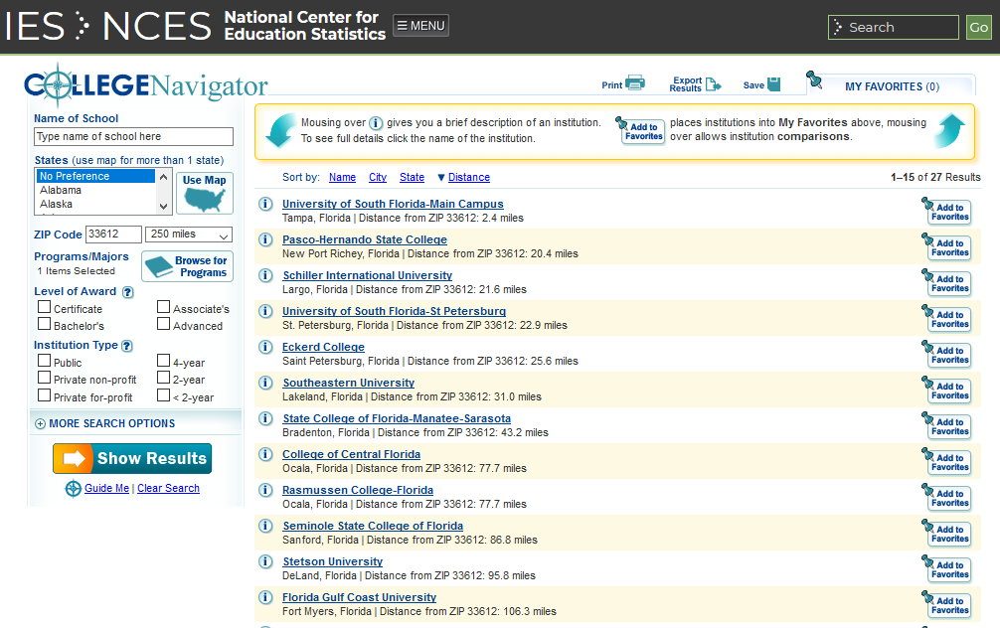 IES NCES National Center for Education Statistics
☰ MENU
Search
Go
COLLEGE Navigator
Print
Export Results
Save
MY FAVORITES (0)
Name of School
Type name of school here
States (use map for more than 1 state)
No Preference
Alabama
Alaska
Use Map
ZIP Code 33612 250 miles
Programs/Majors
1 Items Selected
Browse for Programs
Level of Award ?
Certificate
Associate's
Bachelor's
Advanced
Institution Type ?
Public
4-year
Private non-profit
2-year
Private for-profit
< 2-year
MORE SEARCH OPTIONS
Show Results
Guide Me | Clear Search
Mousing over i gives you a brief description of an institution.
To see full details click the name of the institution.
Add to Favorites
places institutions into My Favorites above, mousing
over allows institution comparisons.
Sort by: Name City State ▼ Distance
1–15 of 27 Results
i University of South Florida-Main Campus
Tampa, Florida | Distance from ZIP 33612: 2.4 miles
Add to Favorites
i Pasco-Hernando State College
New Port Richey, Florida | Distance from ZIP 33612: 20.4 miles
Add to Favorites
i Schiller International University
Largo, Florida | Distance from ZIP 33612: 21.6 miles
Add to Favorites
i University of South Florida-St Petersburg
St. Petersburg, Florida | Distance from ZIP 33612: 22.9 miles
Add to Favorites
i Eckerd College
Saint Petersburg, Florida | Distance from ZIP 33612: 25.6 miles
Add to Favorites
i Southeastern University
Lakeland, Florida | Distance from ZIP 33612: 31.0 miles
Add to Favorites
i State College of Florida-Manatee-Sarasota
Bradenton, Florida | Distance from ZIP 33612: 43.2 miles
Add to Favorites
i College of Central Florida
Ocala, Florida | Distance from ZIP 33612: 77.7 miles
Add to Favorites
i Rasmussen College-Florida
Ocala, Florida | Distance from ZIP 33612: 77.7 miles
Add to Favorites
i Seminole State College of Florida
Sanford, Florida | Distance from ZIP 33612: 86.8 miles
Add to Favorites
i Stetson University
DeLand, Florida | Distance from ZIP 33612: 95.8 miles
Add to Favorites
i Florida Gulf Coast University
Fort Myers, Florida | Distance from ZIP 33612: 106.3 miles
Add to Favorites